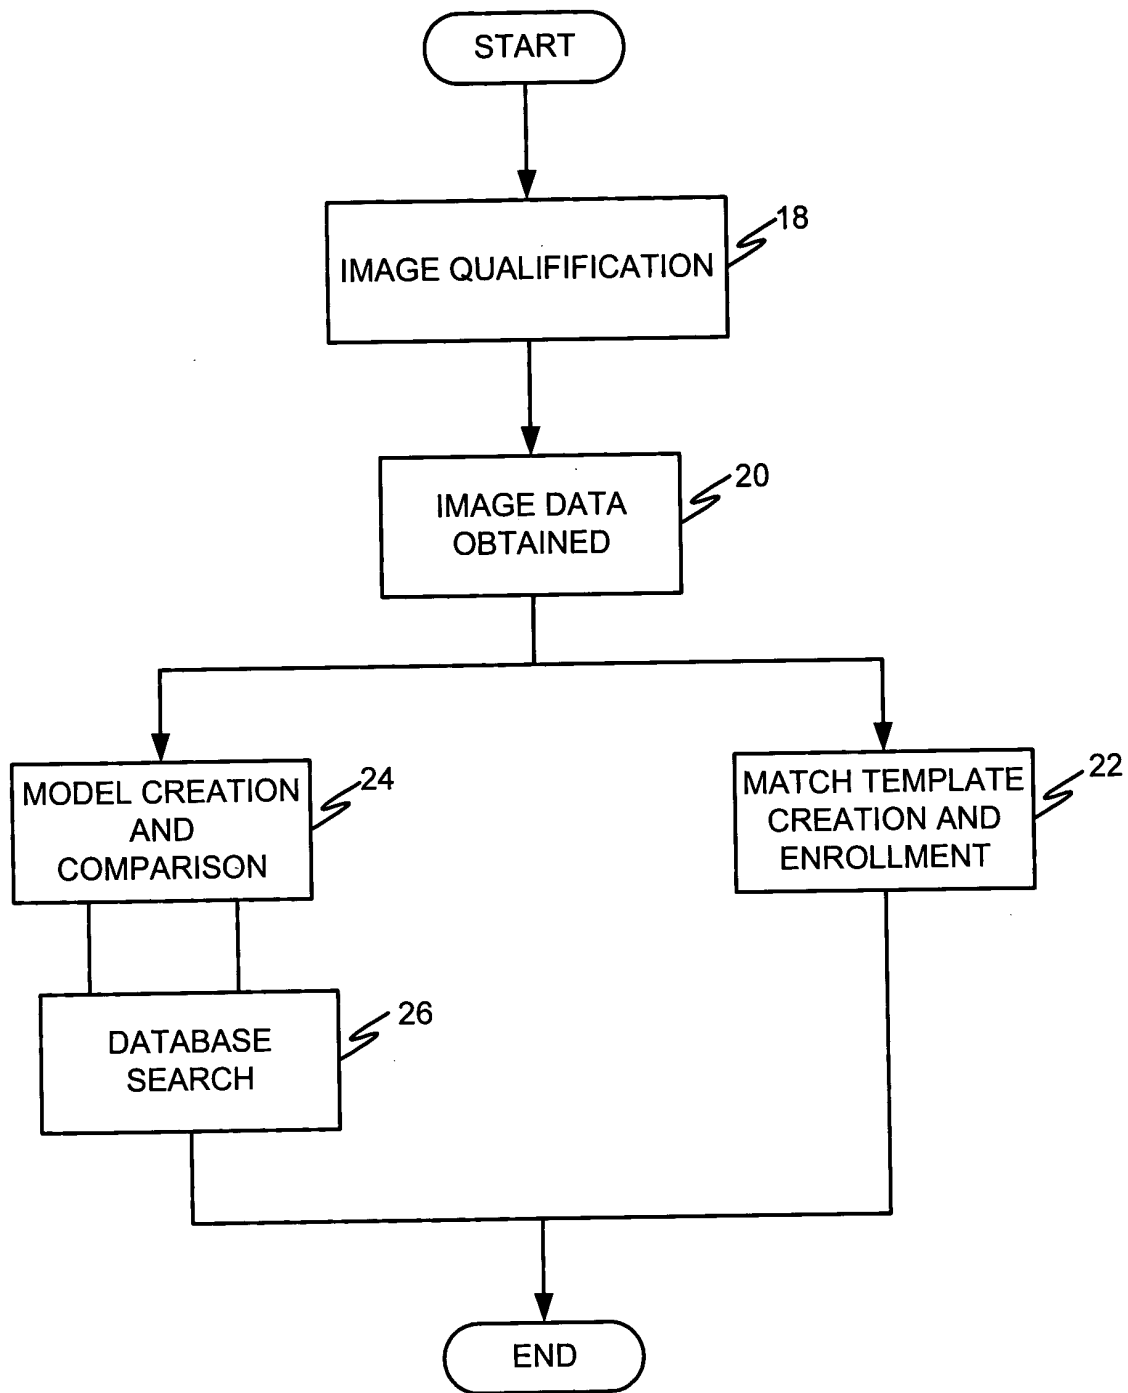 START
18
IMAGE QUALIFIFICATION
20
IMAGE DATA
OBTAINED
24
MODEL CREATION
AND
COMPARISON
22
MATCH TEMPLATE
CREATION AND
ENROLLMENT
26
DATABASE
SEARCH
END